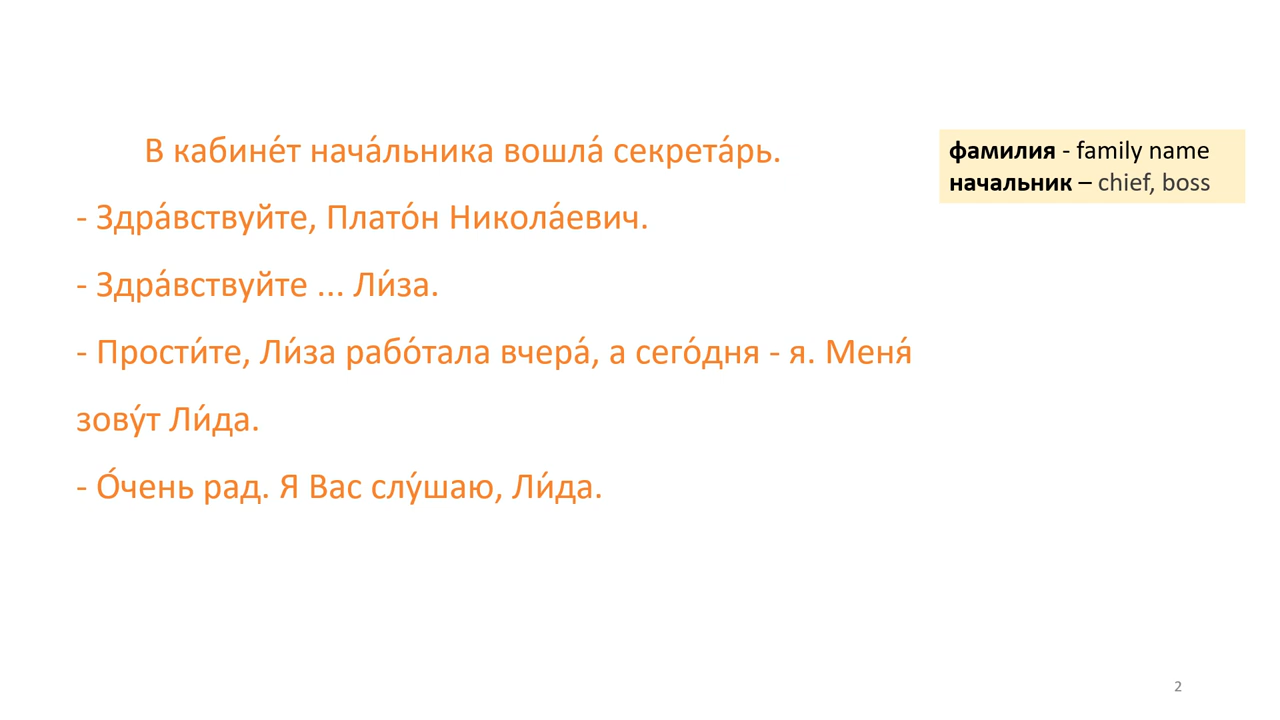 В кабине́т нача́льника вошла́ секрета́рь.
- Здра́вствуйте, Плато́н Никола́евич.
- Здра́вствуйте ... Ли́за.
- Прости́те, Ли́за рабо́тала вчера́, а сего́дня - я. Меня́
зову́т Ли́да.
- О́чень рад. Я Вас слу́шаю, Ли́да.
фамилия - family name
начальник – chief, boss
2